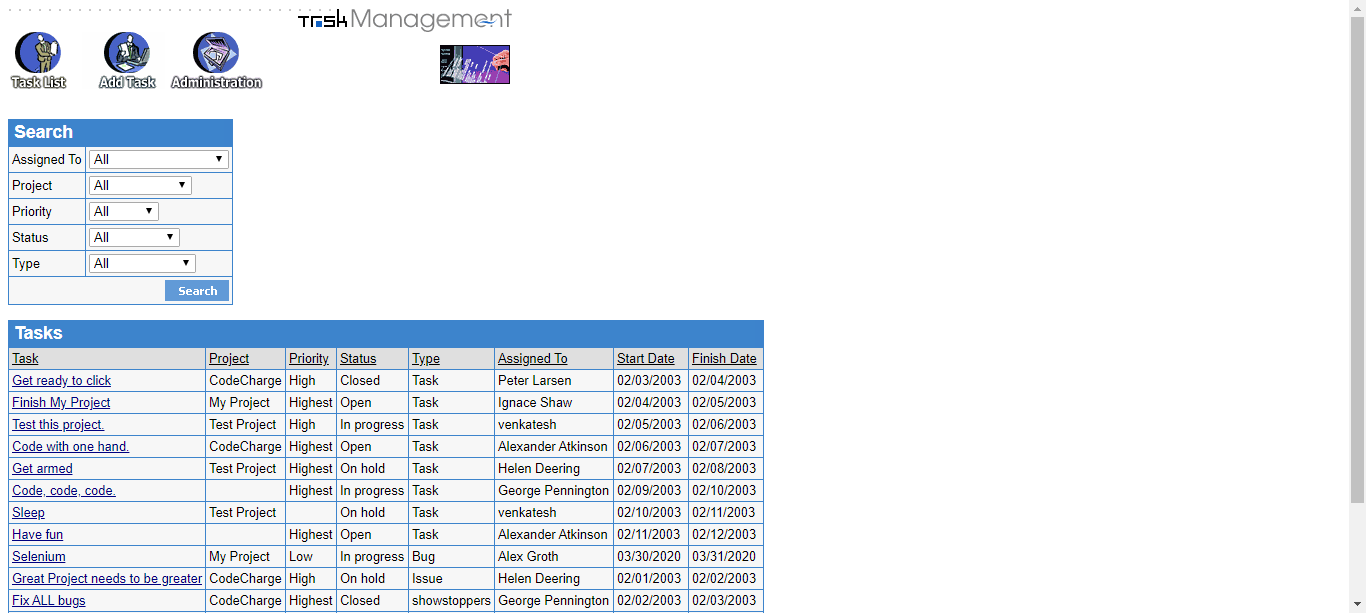 Task Management
Task List Add Task Administration
Search
Assigned To All
Project All
Priority All
Status All
Type All
Search
Tasks
Task Project Priority Status Type Assigned To Start Date Finish Date
Get ready to click CodeCharge High Closed Task Peter Larsen 02/03/2003 02/04/2003
Finish My Project My Project Highest Open Task Ignace Shaw 02/04/2003 02/05/2003
Test this project. Test Project High In progress Task venkatesh 02/05/2003 02/06/2003
Code with one hand. CodeCharge Highest Open Task Alexander Atkinson 02/06/2003 02/07/2003
Get armed Test Project Highest On hold Task Helen Deering 02/07/2003 02/08/2003
Code, code, code. Highest In progress Task George Pennington 02/09/2003 02/10/2003
Sleep Test Project On hold Task venkatesh 02/10/2003 02/11/2003
Have fun Highest Open Task Alexander Atkinson 02/11/2003 02/12/2003
Selenium My Project Low In progress Bug Alex Groth 03/30/2020 03/31/2020
Great Project needs to be greater CodeCharge High On hold Issue Helen Deering 02/01/2003 02/02/2003
Fix ALL bugs CodeCharge Highest Closed showstoppers George Pennington 02/02/2003 02/03/2003